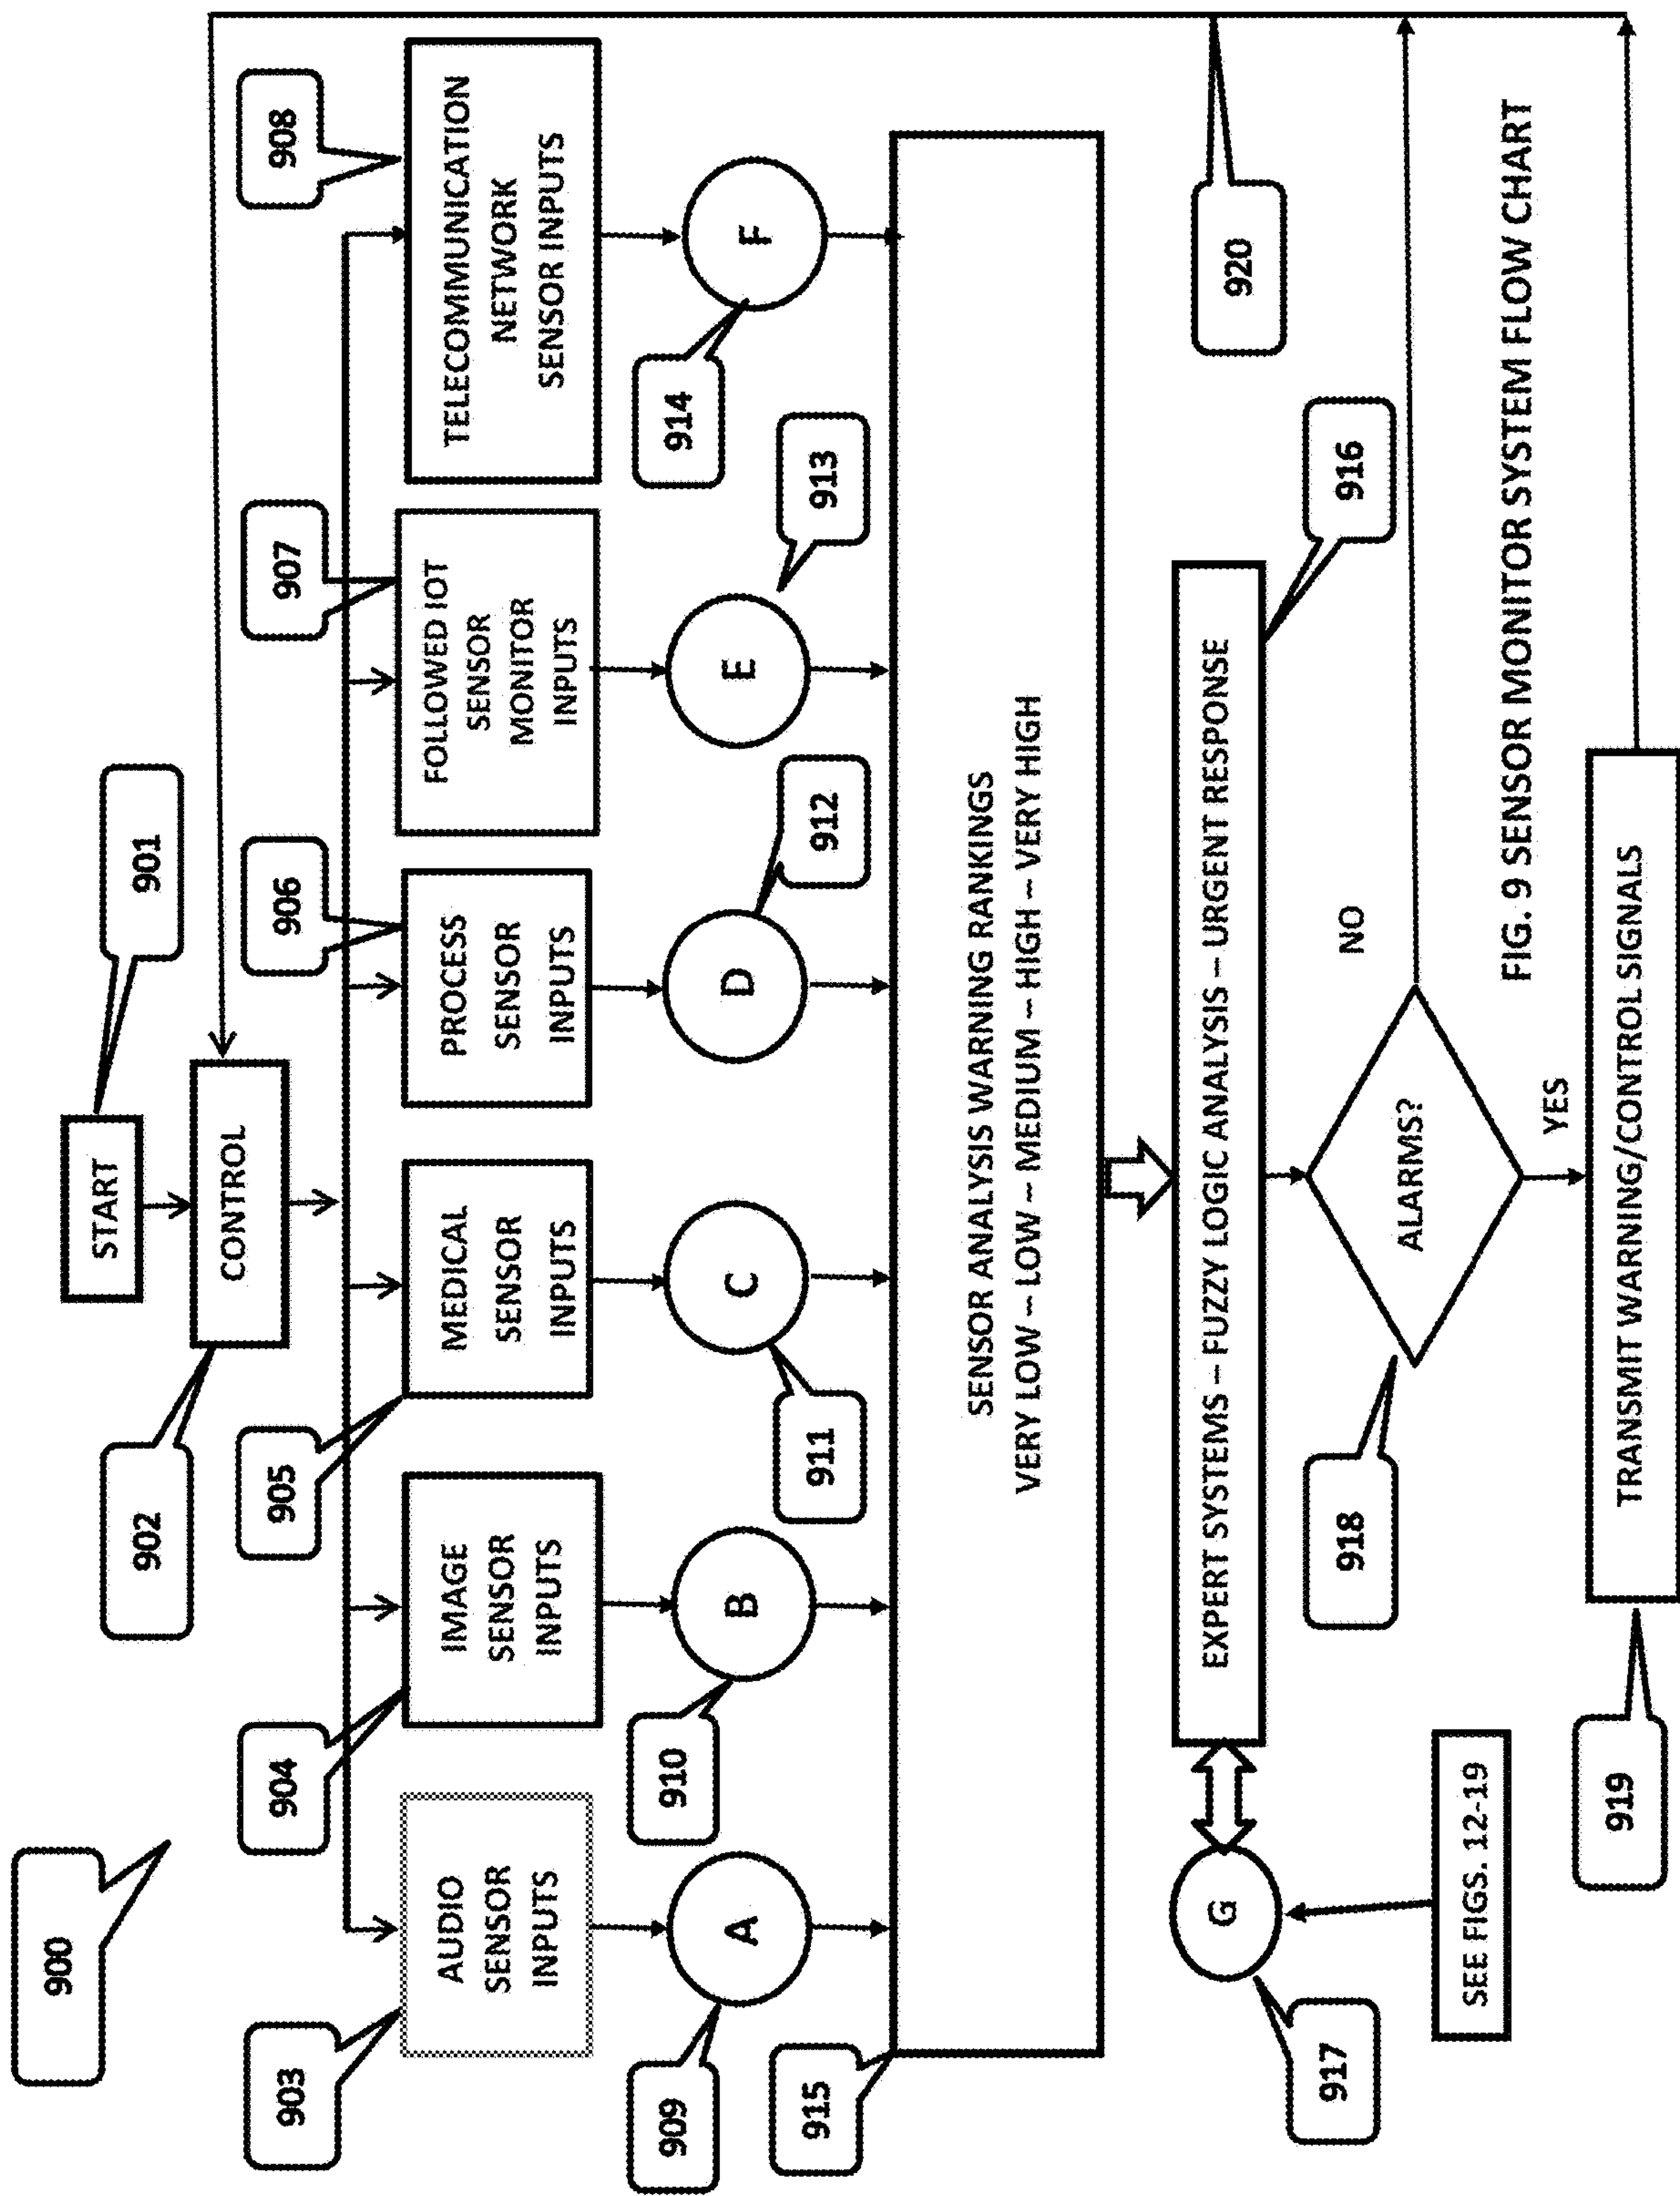 900
START
901
CONTROL
902
903
904
905
906
907
908
AUDIO
SENSOR
INPUTS
IMAGE
SENSOR
INPUTS
MEDICAL
SENSOR
INPUTS
PROCESS
SENSOR
INPUTS
FOLLOWED IOT
SENSOR
MONITOR
INPUTS
TELECOMMUNICATION
NETWORK
SENSOR INPUTS
909
A
910
B
911
C
912
D
913
E
914
F
915
SENSOR ANALYSIS WARNING RANKINGS
VERY LOW – LOW – MEDIUM – HIGH – VERY HIGH
917
G
EXPERT SYSTEMS – FUZZY LOGIC ANALYSIS – URGENT RESPONSE
916
920
SEE FIGS. 12-19
918
ALARMS?
NO
YES
FIG. 9 SENSOR MONITOR SYSTEM FLOW CHART
919
TRANSMIT WARNING/CONTROL SIGNALS